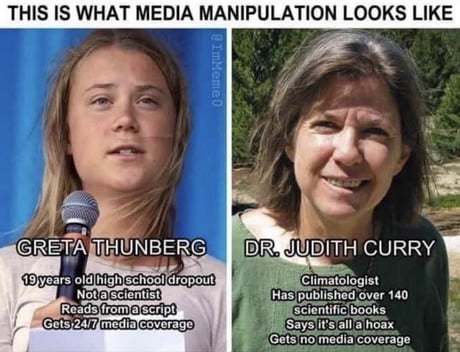 THIS IS WHAT MEDIA MANIPULATION LOOKS LIKE
@ImMeme0
GRETA THUNBERG
19 years old high school dropout
Not a scientist
Reads from a script
Gets 24/7 media coverage
DR. JUDITH CURRY
Climatologist
Has published over 140
scientific books
Says it's all a hoax
Gets no media coverage